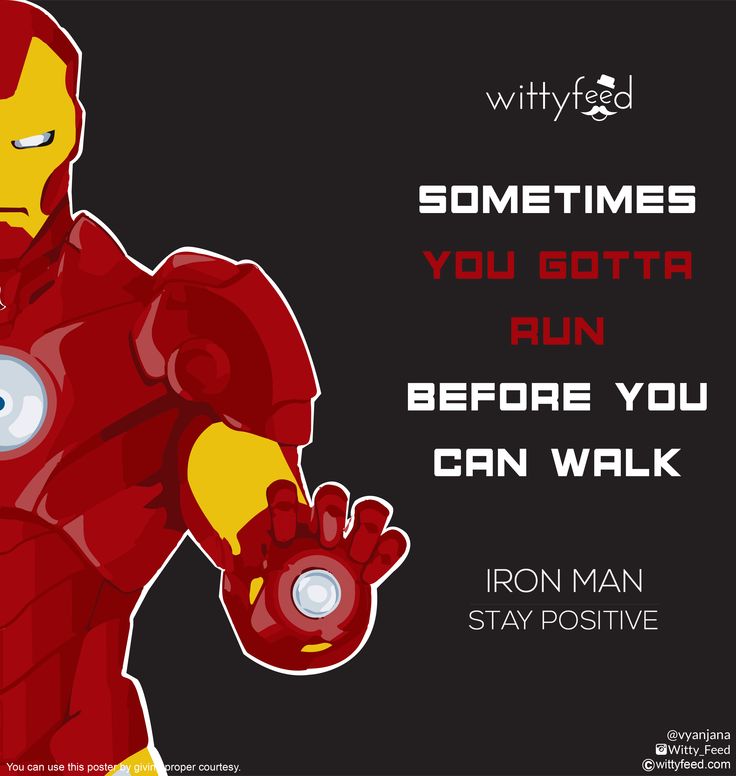 wittyfeed
SOMETIMES
YOU GOTTA
RUN
BEFORE YOU
CAN WALK
IRON MAN
STAY POSITIVE
@vyanjana
Witty_Feed
©wittyfeed.com
You can use this poster by giving proper courtesy.